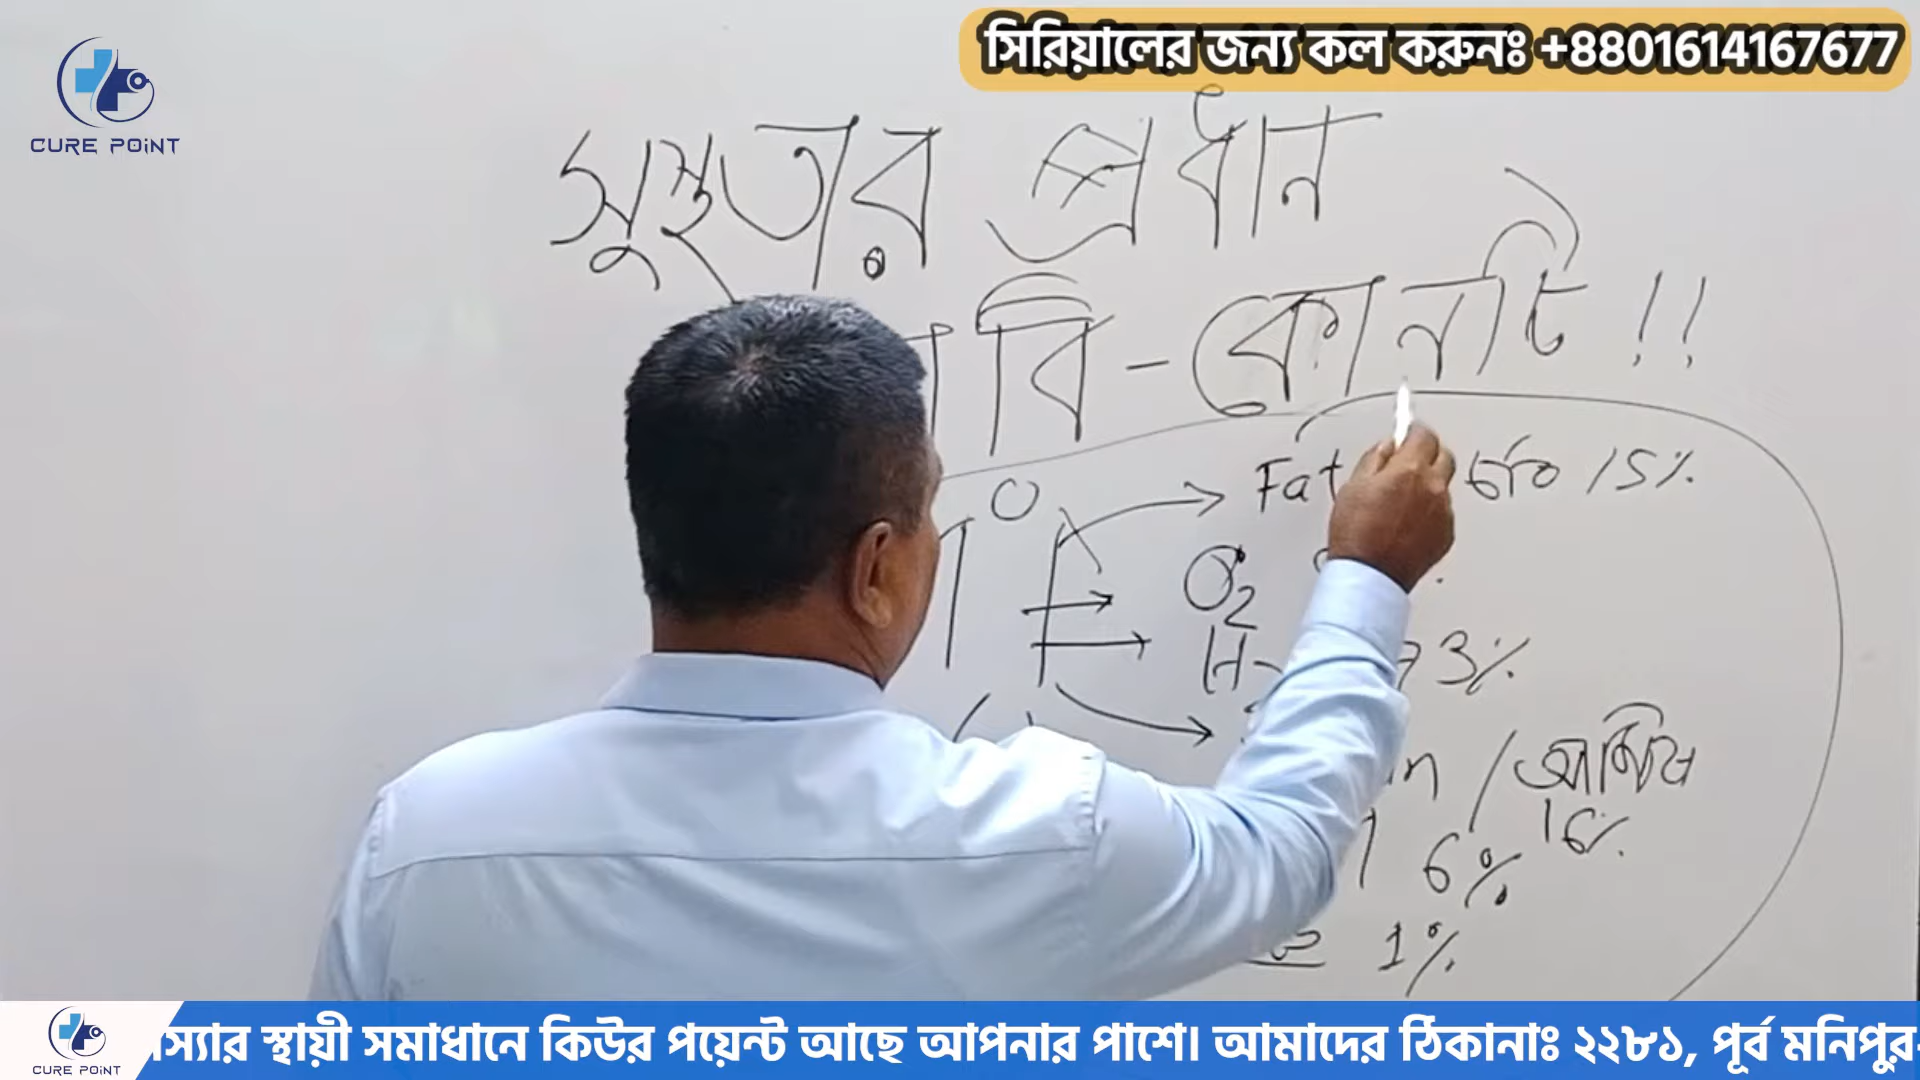 সিরিয়ালের জন্য কল করুনঃ +8801614167677
CURE POINT
সুস্থতার প্রধান
বি - কোনটি !!
Fat চর্বি 15%
O2
H 73%
/ আমিষ
16%
6%
1%
স্যার স্থায়ী সমাধানে কিউর পয়েন্ট আছে আপনার পাশে। আমাদের ঠিকানাঃ ২২৮১, পূর্ব মনিপুর
CURE POINT